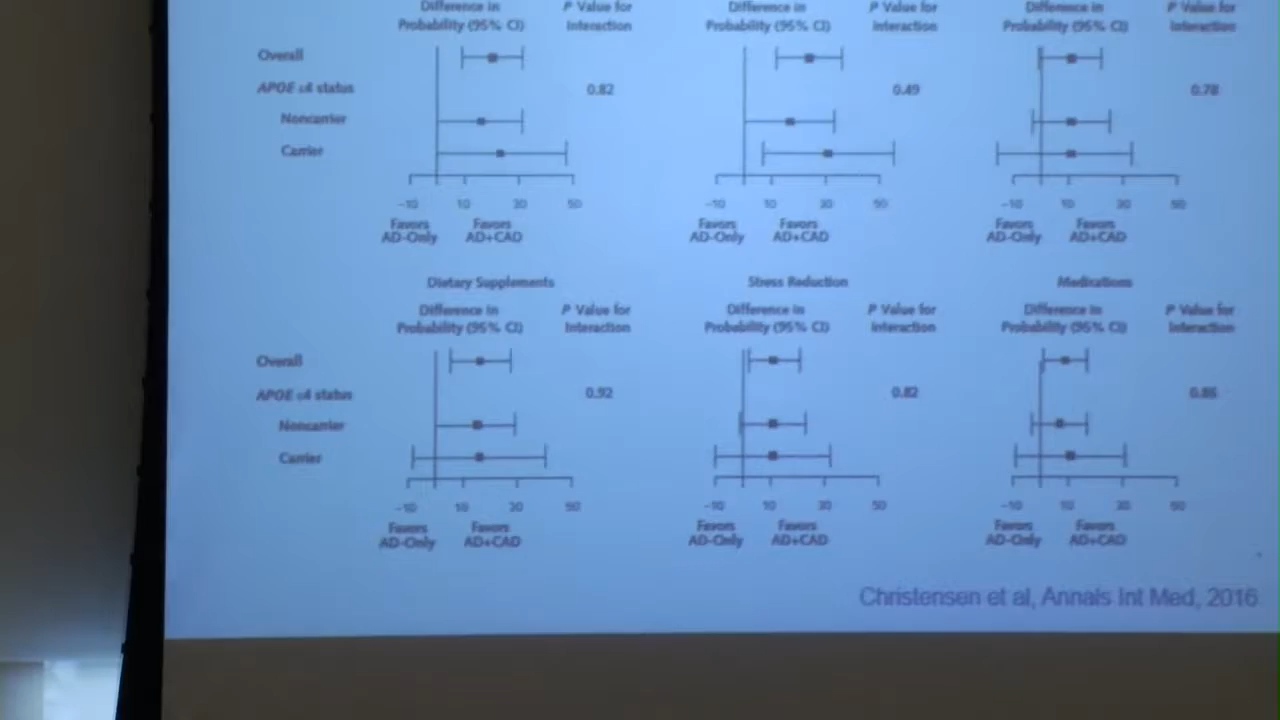 Difference in P Value for Difference in P Value for Difference in P Value for
Probability (95% CI) Interaction Probability (95% CI) Interaction Probability (95% CI) Interaction
Overall
APOE ε4 status 0.82 0.49 0.78
Noncarrier
Carrier
-10 10 30 50 -10 10 30 50 -10 10 30 50
Favors Favors Favors Favors Favors Favors
AD-Only AD+CAD AD-Only AD+CAD AD-Only AD+CAD
Dietary Supplements Stress Reduction Medications
Difference in P Value for Difference in P Value for Difference in P Value for
Probability (95% CI) Interaction Probability (95% CI) Interaction Probability (95% CI) Interaction
Overall
APOE ε4 status 0.92 0.82 0.86
Noncarrier
Carrier
-10 10 30 50 -10 10 30 50 -10 10 30 50
Favors Favors Favors Favors Favors Favors
AD-Only AD+CAD AD-Only AD+CAD AD-Only AD+CAD
Christensen et al, Annals Int Med, 2016